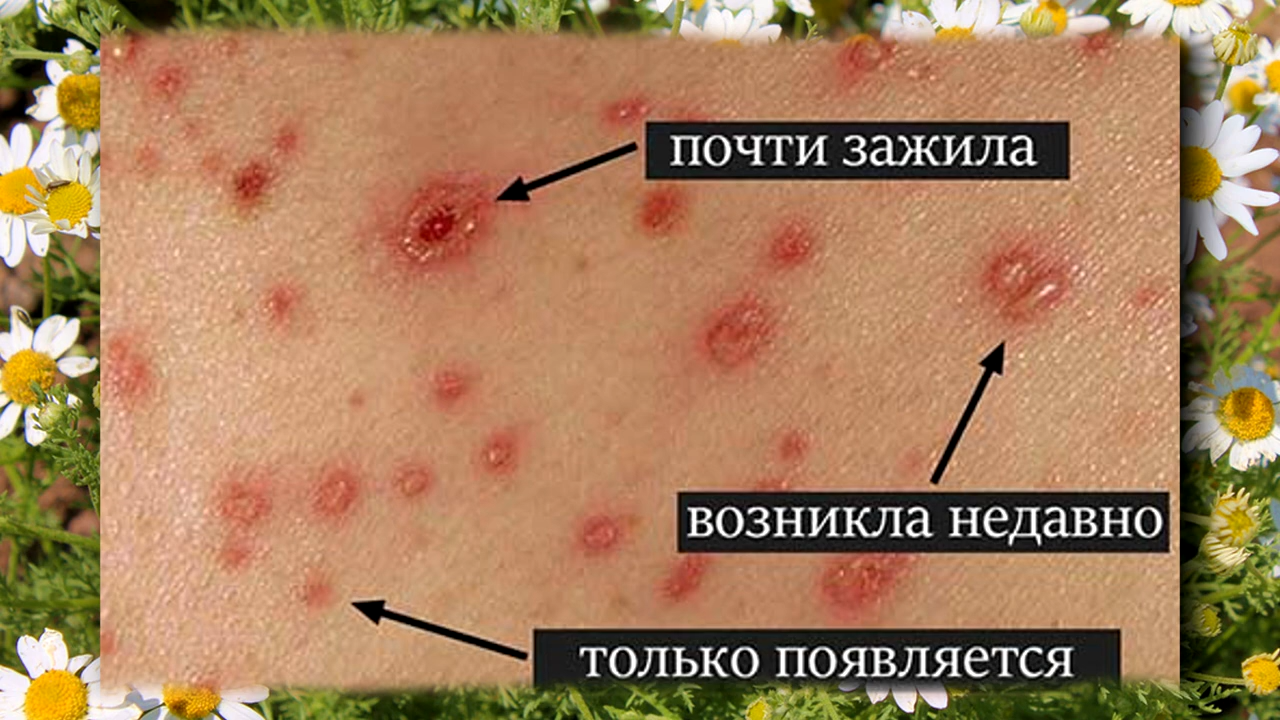 почти зажила
возникла недавно
только появляется